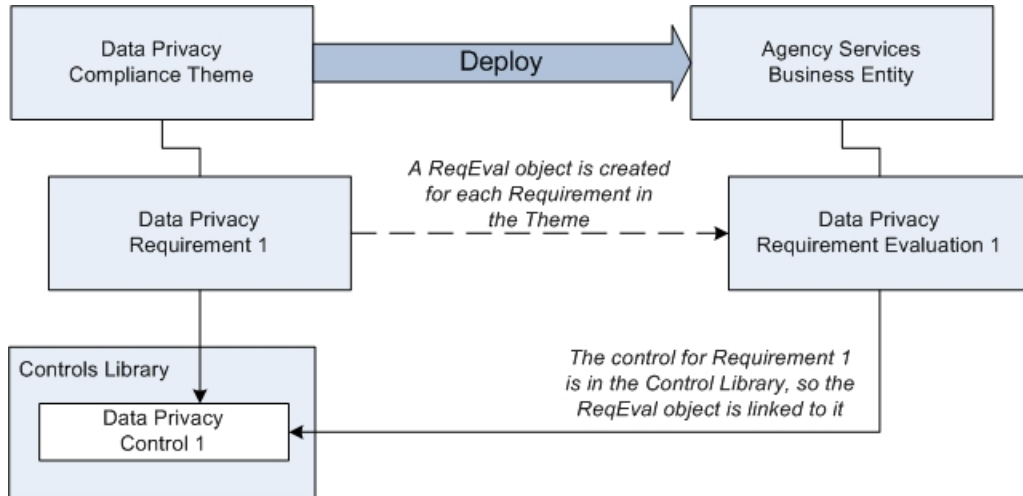 Data Privacy
Compliance Theme
Deploy
Agency Services
Business Entity
A ReqEval object is created
for each Requirement in
the Theme
Data Privacy
Requirement 1
Data Privacy
Requirement Evaluation 1
Controls Library
Data Privacy
Control 1
The control for Requirement 1
is in the Control Library, so the
ReqEval object is linked to it